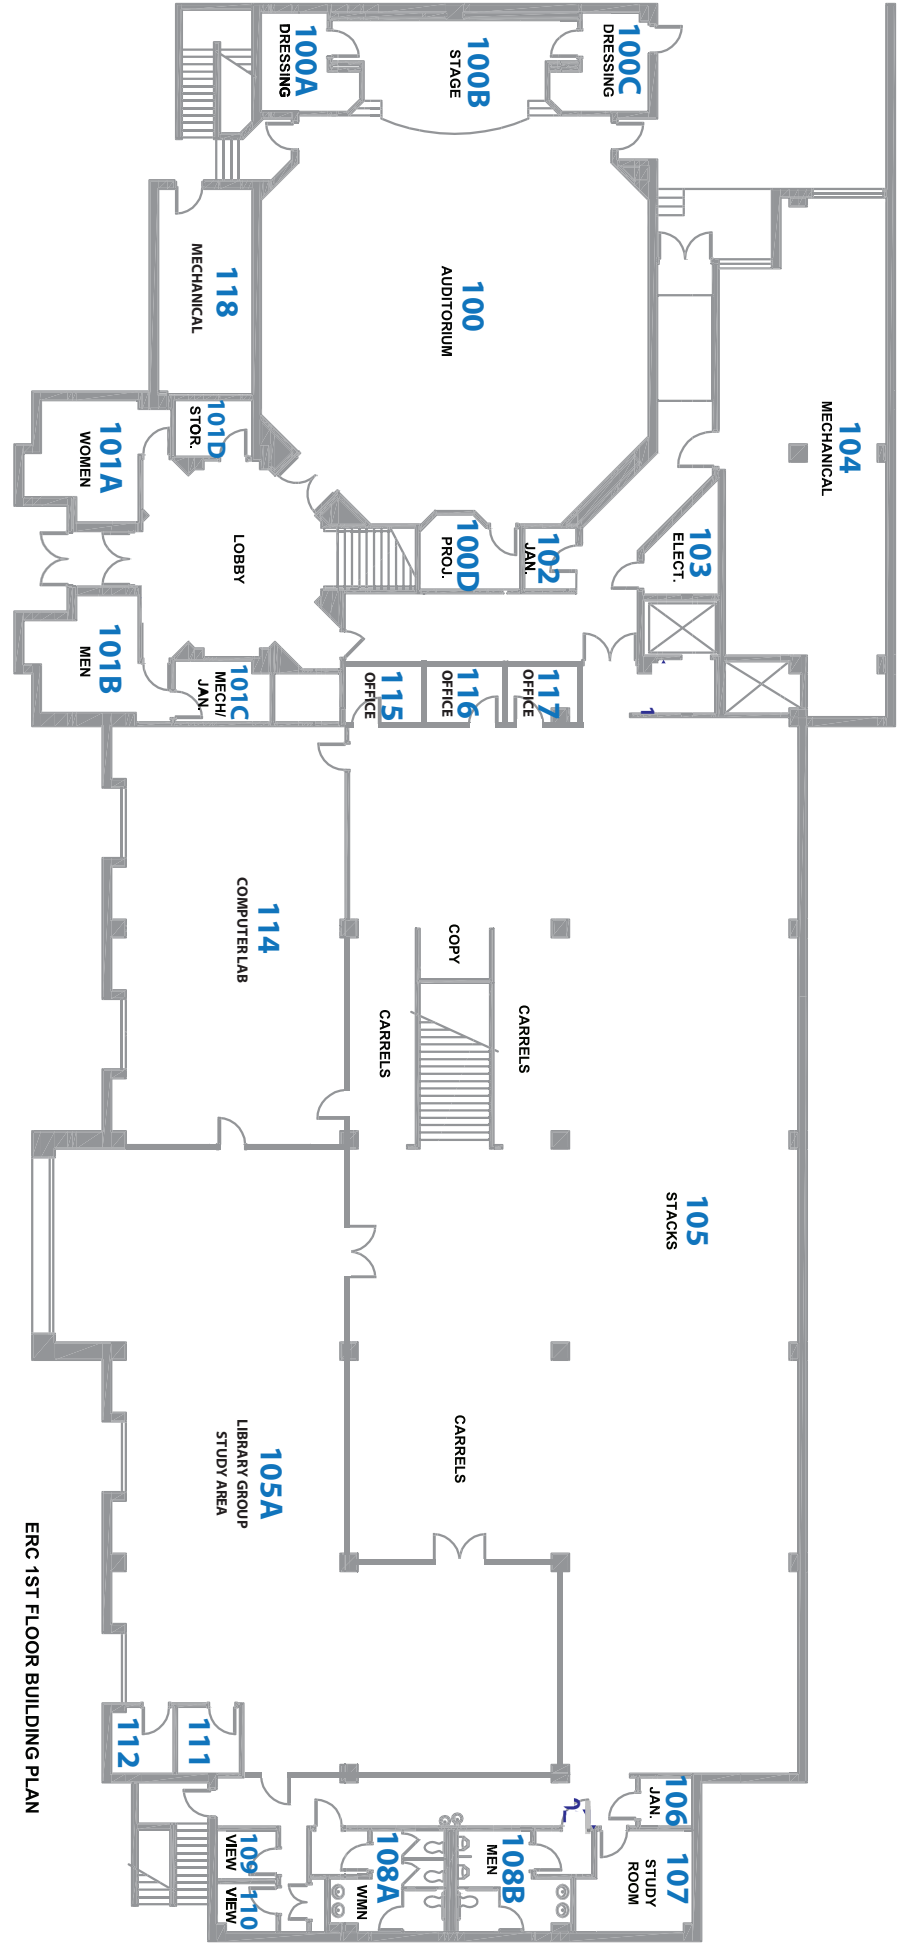 100A
DRESSING
100B
STAGE
100C
DRESSING
118
MECHANICAL
100
AUDITORIUM
104
MECHANICAL
101A
WOMEN
101D
STOR.
LOBBY
100D
PROJ.
102
JAN.
103
ELECT.
101B
MEN
101C
MECH/
JAN.
115
OFFICE
116
OFFICE
117
OFFICE
1
114
COMPUTER LAB
COPY
CARRELS
CARRELS
105
STACKS
105A
LIBRARY GROUP
STUDY AREA
CARRELS
112
111
106
JAN.
2
109
VIEW
110
VIEW
108A
WMN
108B
MEN
107
STUDY
ROOM
ERC 1ST FLOOR BUILDING PLAN